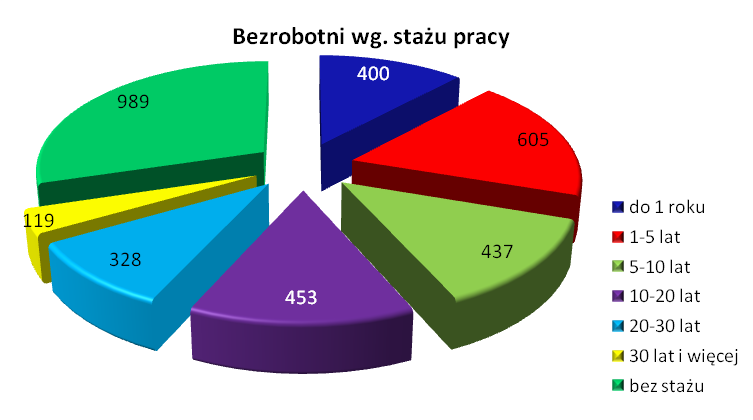 Bezrobotni wg. stażu pracy
400
989
605
119
437
328
453
do 1 roku
1-5 lat
5-10 lat
10-20 lat
20-30 lat
30 lat i więcej
bez stażu